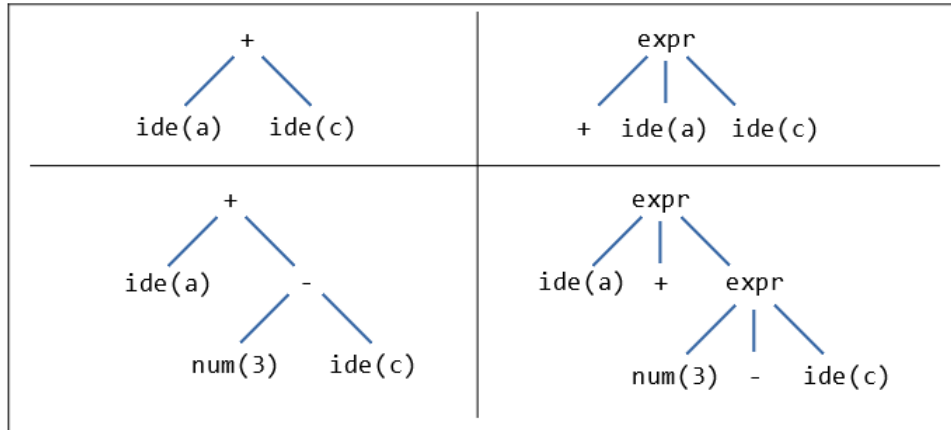 +
ide(a) ide(c)
expr
+ ide(a) ide(c)
+
ide(a) -
num(3) ide(c)
expr
ide(a) + expr
num(3) - ide(c)